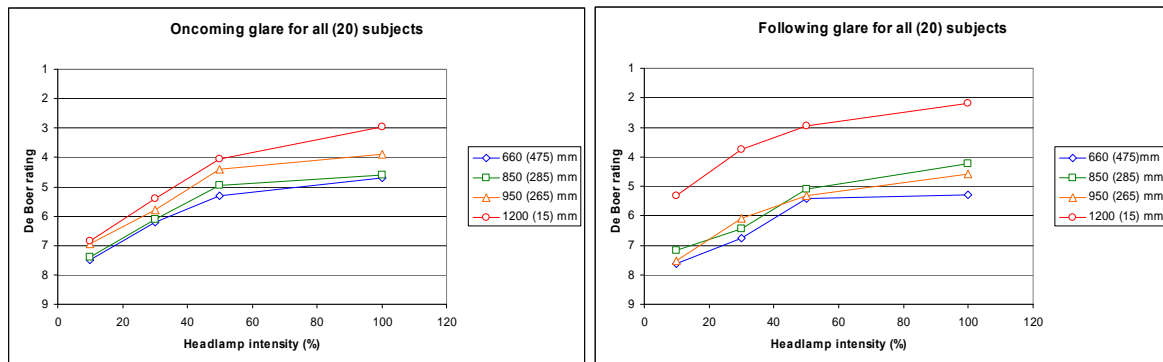 Oncoming glare for all (20) subjects
1
2
3
4
5
6
7
8
9
De Boer rating
0 20 40 60 80 100 120
Headlamp intensity (%)
660 (475)mm
850 (285) mm
950 (265) mm
1200 (15) mm
Following glare for all (20) subjects
1
2
3
4
5
6
7
8
9
De Boer rating
0 20 40 60 80 100 120
Headlamp intensity (%)
660 (475)mm
850 (285) mm
950 (265) mm
1200 (15) mm